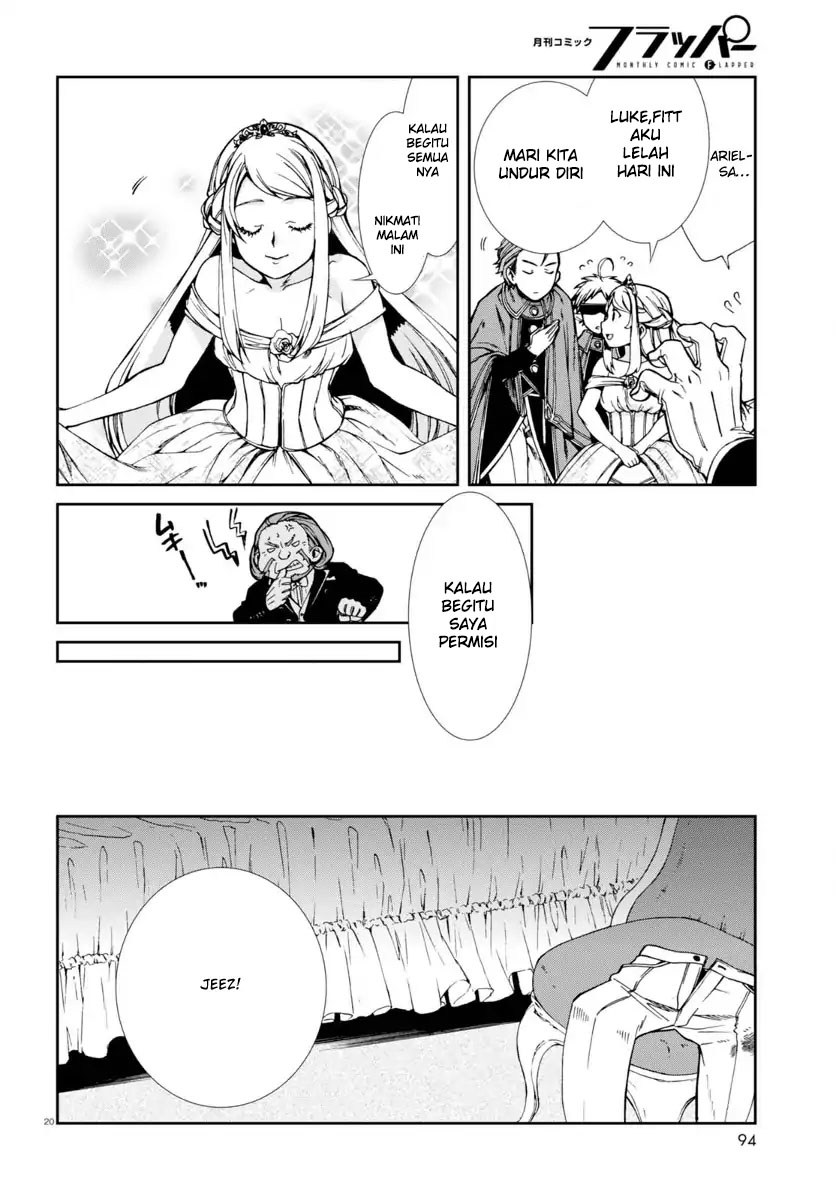 月刊コミック
フラッパー
MONTHLY COMIC FLAPPER
ARIEL-
SA...
LUKE,FITT
AKU
LELAH
HARI INI
MARI KITA
UNDUR DIRI
KALAU
BEGITU
SEMUA
NYA
NIKMATI
MALAM
INI
KALAU
BEGITU
SAYA
PERMISI
ムキー
JEEZ!
20
94